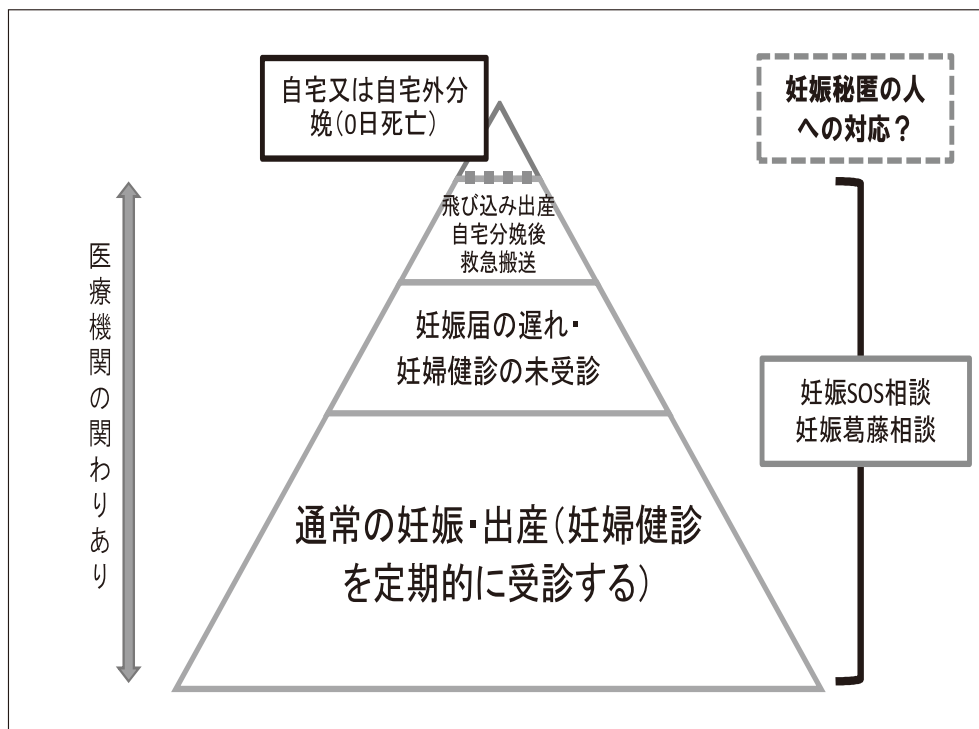 自宅又は自宅外分
娩(0日死亡)
妊娠秘匿の人
への対応?
飛び込み出産
自宅分娩後
救急搬送
医療機関の関わりあり
妊娠届の遅れ・
妊婦健診の未受診
妊娠SOS相談
妊娠葛藤相談
通常の妊娠・出産(妊婦健診
を定期的に受診する)